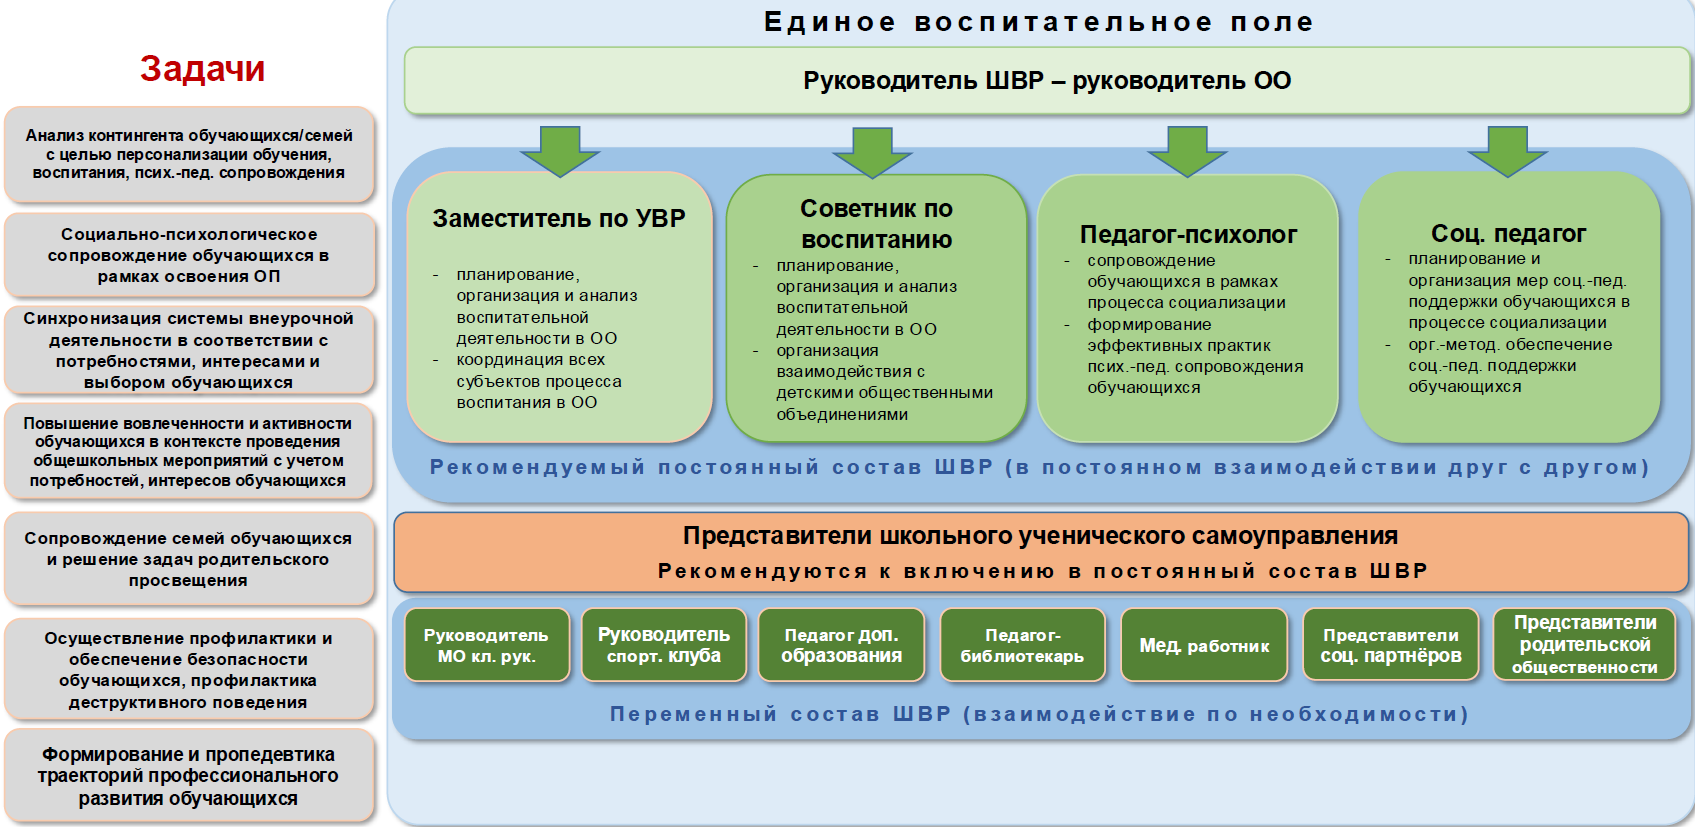 Задачи
Анализ контингента обучающихся/семей
с целью персонализации обучения,
воспитания, псих.-пед. сопровождения
Социально-психологическое
сопровождение обучающихся в
рамках освоения ОП
Синхронизация системы внеурочной
деятельности в соответствии с
потребностями, интересами и
выбором обучающихся
Повышение вовлеченности и активности
обучающихся в контексте проведения
общешкольных мероприятий с учетом
потребностей, интересов обучающихся
Сопровождение семей обучающихся
и решение задач родительского
просвещения
Осуществление профилактики и
обеспечение безопасности
обучающихся, профилактика
деструктивного поведения
Формирование и пропедевтика
траекторий профессионального
развития обучающихся
Единое воспитательное поле
Руководитель ШВР – руководитель ОО
Заместитель по УВР
- планирование,
организация и анализ
воспитательной
деятельности в ОО
- координация всех
субъектов процесса
воспитания в ОО
Советник по
воспитанию
- планирование,
организация и анализ
воспитательной
деятельности в ОО
- организация
взаимодействия с
детскими общественными
объединениями
Педагог-психолог
- сопровождение
обучающихся в рамках
процесса социализации
- формирование
эффективных практик
псих.-пед. сопровождения
обучающихся
Соц. педагог
- планирование и
организация мер соц.-пед.
поддержки обучающихся в
процессе социализации
- орг.-метод. обеспечение
соц.-пед. поддержки
обучающихся
Рекомендуемый постоянный состав ШВР (в постоянном взаимодействии друг с другом)
Представители школьного ученического самоуправления
Рекомендуются к включению в постоянный состав ШВР
Руководитель
МО кл. рук.
Руководитель
спорт. клуба
Педагог доп.
образования
Педагог-
библиотекарь
Мед. работник
Представители
соц. партнёров
Представители
родительской
общественности
Переменный состав ШВР (взаимодействие по необходимости)